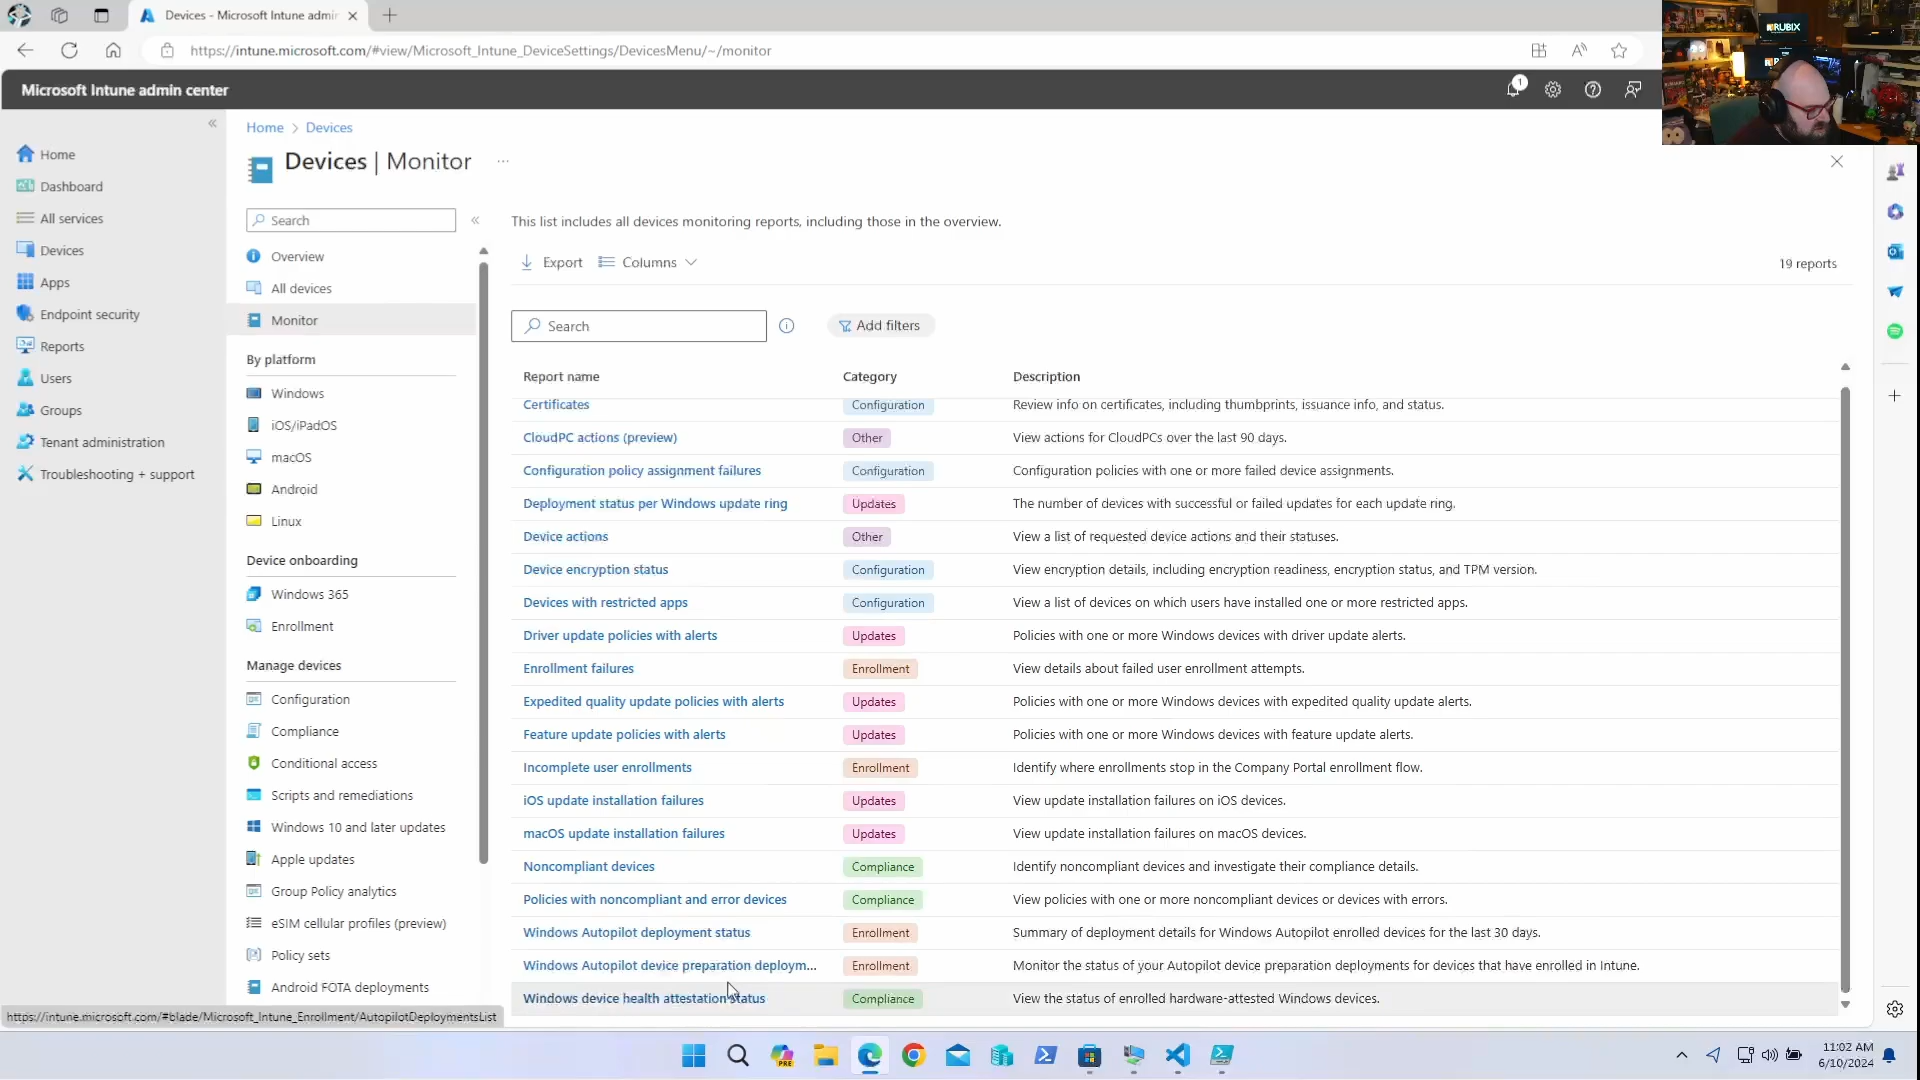 Devices - Microsoft Intune admin
https://intune.microsoft.com/#view/Microsoft_Intune_DeviceSettings/DevicesMenu/~/monitor
Microsoft Intune admin center
1
RUBIX
Home
Dashboard
All services
Devices
Apps
Endpoint security
Reports
Users
Groups
Tenant administration
Troubleshooting + support
Home > Devices
Devices | Monitor
Search
Overview
All devices
Monitor
By platform
Windows
iOS/iPadOS
macOS
Android
Linux
Device onboarding
Windows 365
Enrollment
Manage devices
Configuration
Compliance
Conditional access
Scripts and remediations
Windows 10 and later updates
Apple updates
Group Policy analytics
eSIM cellular profiles (preview)
Policy sets
Android FOTA deployments
This list includes all devices monitoring reports, including those in the overview.
Export Columns
19 reports
Search
Add filters
Report name Category Description
Certificates Configuration Review info on certificates, including thumbprints, issuance info, and status.
CloudPC actions (preview) Other View actions for CloudPCs over the last 90 days.
Configuration policy assignment failures Configuration Configuration policies with one or more failed device assignments.
Deployment status per Windows update ring Updates The number of devices with successful or failed updates for each update ring.
Device actions Other View a list of requested device actions and their statuses.
Device encryption status Configuration View encryption details, including encryption readiness, encryption status, and TPM version.
Devices with restricted apps Configuration View a list of devices on which users have installed one or more restricted apps.
Driver update policies with alerts Updates Policies with one or more Windows devices with driver update alerts.
Enrollment failures Enrollment View details about failed user enrollment attempts.
Expedited quality update policies with alerts Updates Policies with one or more Windows devices with expedited quality update alerts.
Feature update policies with alerts Updates Policies with one or more Windows devices with feature update alerts.
Incomplete user enrollments Enrollment Identify where enrollments stop in the Company Portal enrollment flow.
iOS update installation failures Updates View update installation failures on iOS devices.
macOS update installation failures Updates View update installation failures on macOS devices.
Noncompliant devices Compliance Identify noncompliant devices and investigate their compliance details.
Policies with noncompliant and error devices Compliance View policies with one or more noncompliant devices or devices with errors.
Windows Autopilot deployment status Enrollment Summary of deployment details for Windows Autopilot enrolled devices for the last 30 days.
Windows Autopilot device preparation deploym... Enrollment Monitor the status of your Autopilot device preparation deployments for devices that have enrolled in Intune.
Windows device health attestation status Compliance View the status of enrolled hardware-attested Windows devices.
https://intune.microsoft.com/#blade/Microsoft_Intune_Enrollment/AutopilotDeploymentsList
PRE
11:02 AM
6/10/2024